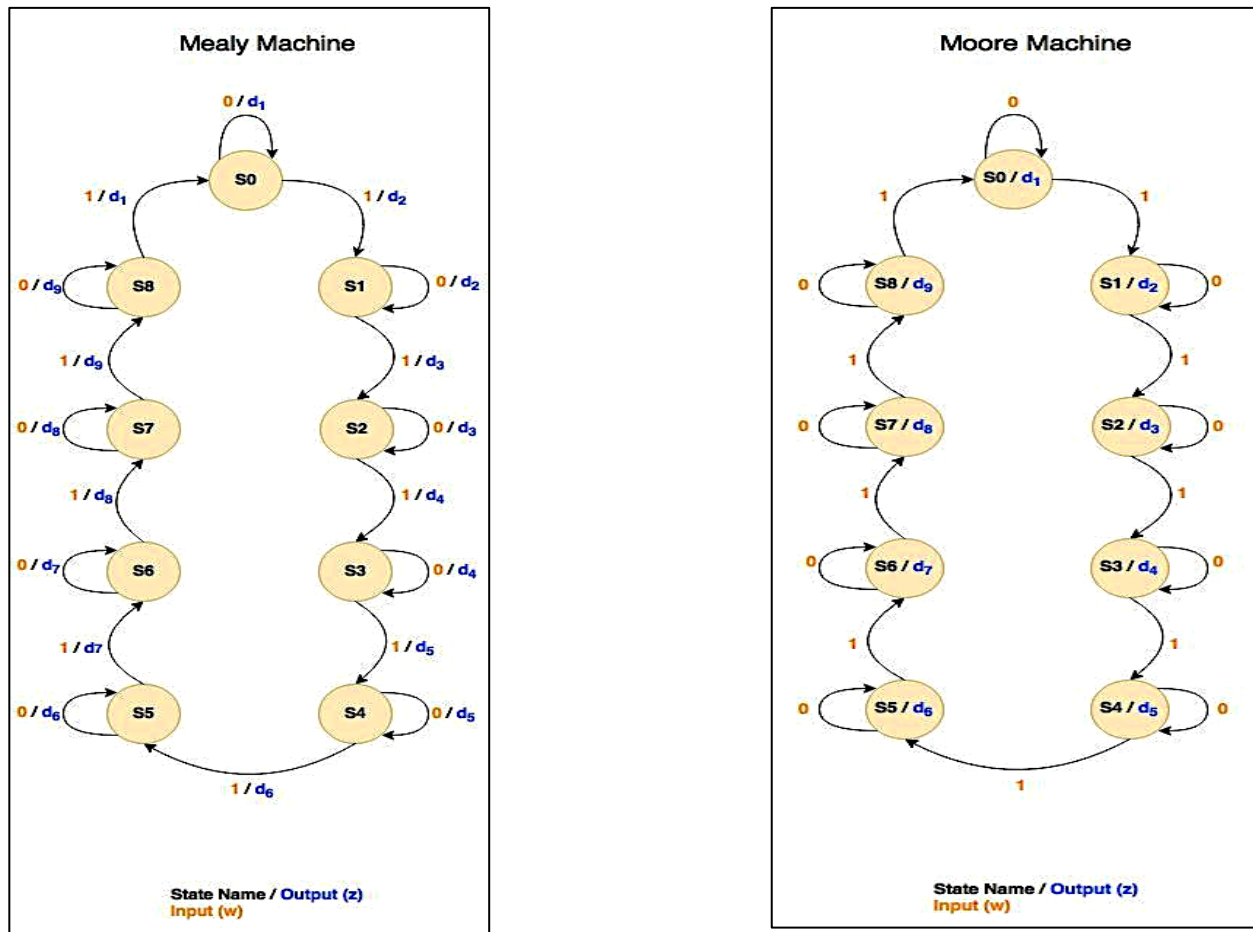 Mealy Machine
0 / d₁
S0
1 / d₁
1 / d₂
0 / d₉
S8
S1
0 / d₂
1 / d₉
1 / d₃
0 / d₈
S7
S2
0 / d₃
1 / d₈
1 / d₄
0 / d₇
S6
S3
0 / d₄
1 / d₇
1 / d₅
0 / d₆
S5
S4
0 / d₅
1 / d₆
State Name / Output (z)
Input (w)
Moore Machine
0
S0 / d₁
1
1
0
S8 / d₉
S1 / d₂
0
1
1
0
S7 / d₈
S2 / d₃
0
1
1
0
S6 / d₇
S3 / d₄
0
1
1
0
S5 / d₆
S4 / d₅
0
1
State Name / Output (z)
Input (w)